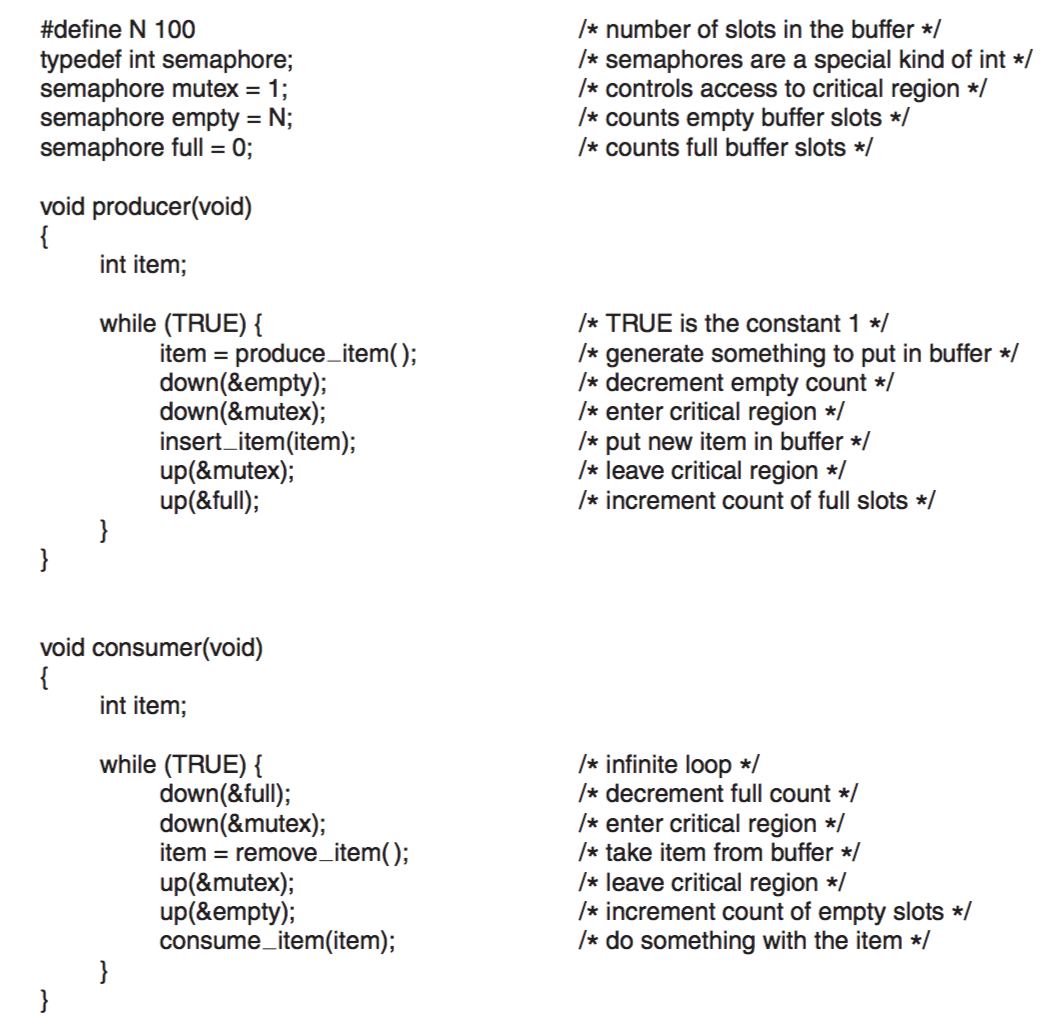 #define N 100 /* number of slots in the buffer */
typedef int semaphore; /* semaphores are a special kind of int */
semaphore mutex = 1; /* controls access to critical region */
semaphore empty = N; /* counts empty buffer slots */
semaphore full = 0; /* counts full buffer slots */
void producer(void)
{
int item;
while (TRUE) { /* TRUE is the constant 1 */
item = produce_item( ); /* generate something to put in buffer */
down(&empty); /* decrement empty count */
down(&mutex); /* enter critical region */
insert_item(item); /* put new item in buffer */
up(&mutex); /* leave critical region */
up(&full); /* increment count of full slots */
}
}
void consumer(void)
{
int item;
while (TRUE) { /* infinite loop */
down(&full); /* decrement full count */
down(&mutex); /* enter critical region */
item = remove_item( ); /* take item from buffer */
up(&mutex); /* leave critical region */
up(&empty); /* increment count of empty slots */
consume_item(item); /* do something with the item */
}
}